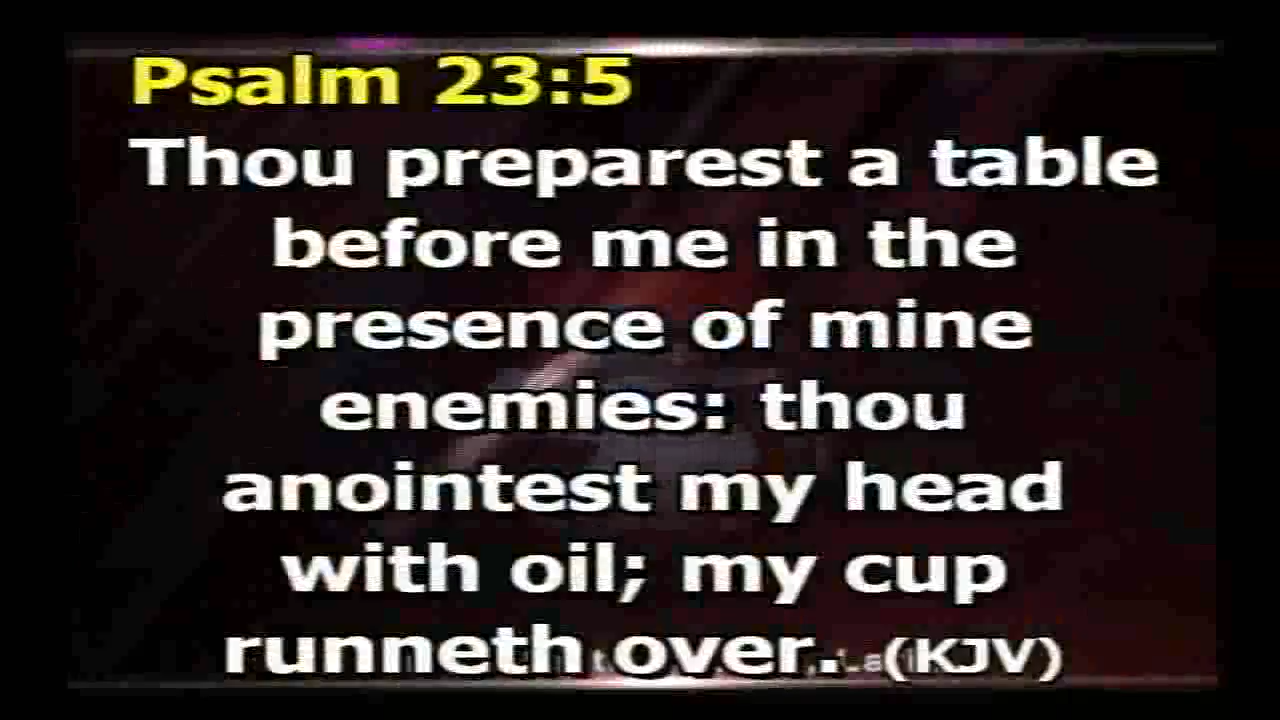 Psalm 23:5
Thou preparest a table
before me in the
presence of mine
enemies: thou
anointest my head
with oil; my cup
runneth over. (KJV)